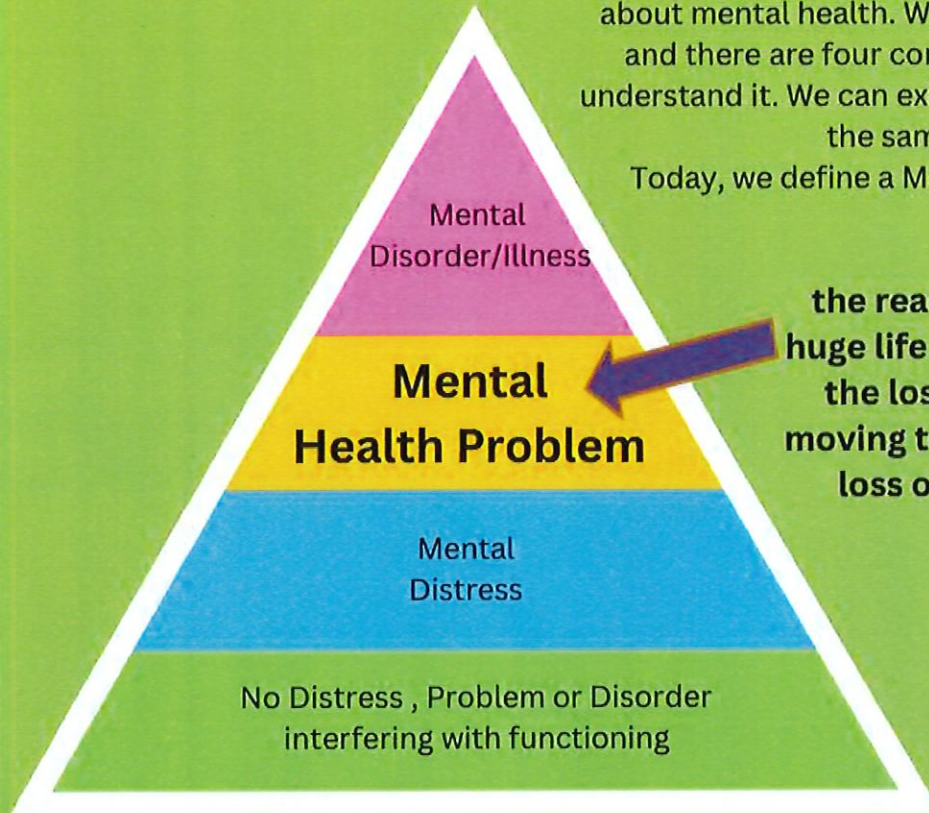 about mental health. W
and there are four co
understand it. We can ex
the sam
Today, we define a M
Mental
Disorder/Illness
the rea
huge life
the los
moving t
loss o
Mental
Health Problem
Mental
Distress
No Distress , Problem or Disorder
interfering with functioning